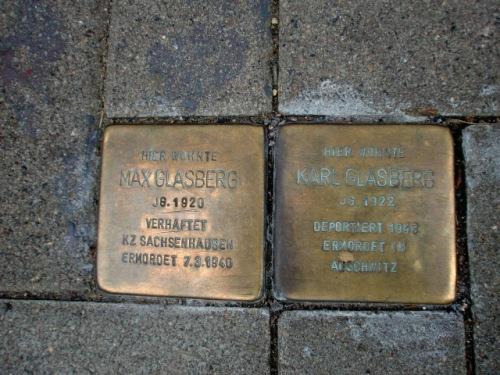 HIER WOHNTE
MAX GLASBERG
JG. 1920
VERHAFTET
KZ SACHSENHAUSEN
ERMORDET 7.3.1940
HIER WOHNTE
KARL GLASBERG
JG. 1922
DEPORTIERT 1943
ERMORDET IN
AUSCHWITZ